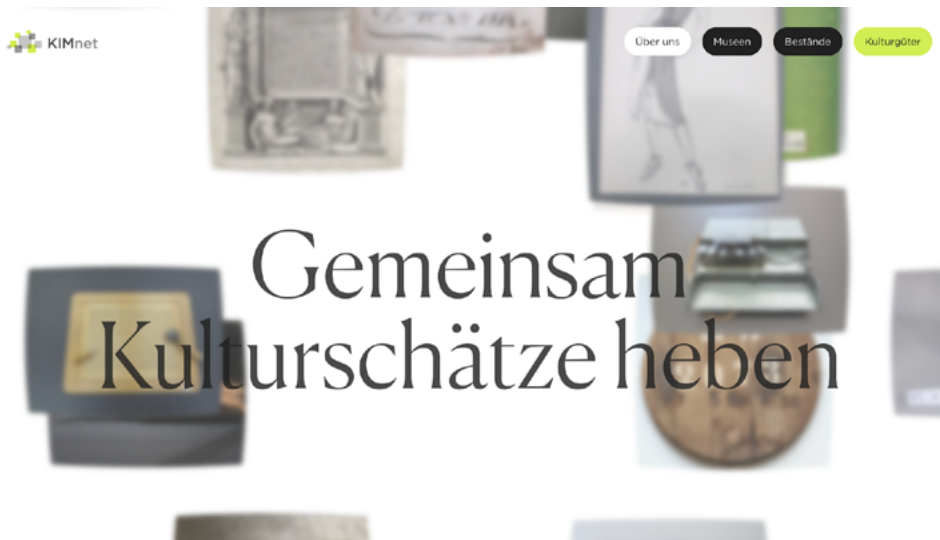 KIMnet
Über uns
Museen
Bestände
Kulturgüter
Gemeinsam
Kulturschätze heben